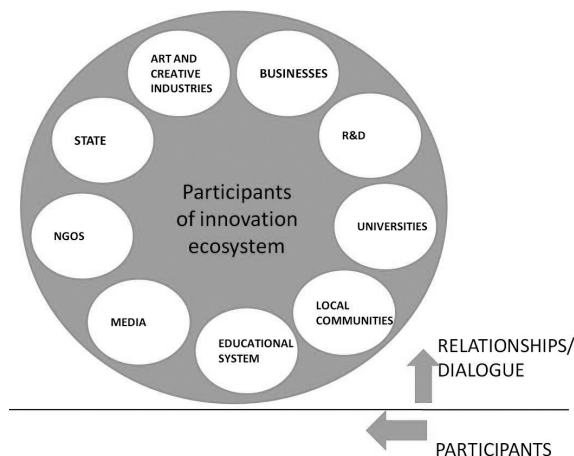 ART AND
CREATIVE
INDUSTRIES
BUSINESSES
STATE
R&D
Participants
of innovation
ecosystem
NGOS
UNIVERSITIES
MEDIA
LOCAL
COMMUNITIES
EDUCATIONAL
SYSTEM
RELATIONSHIPS/
DIALOGUE
PARTICIPANTS